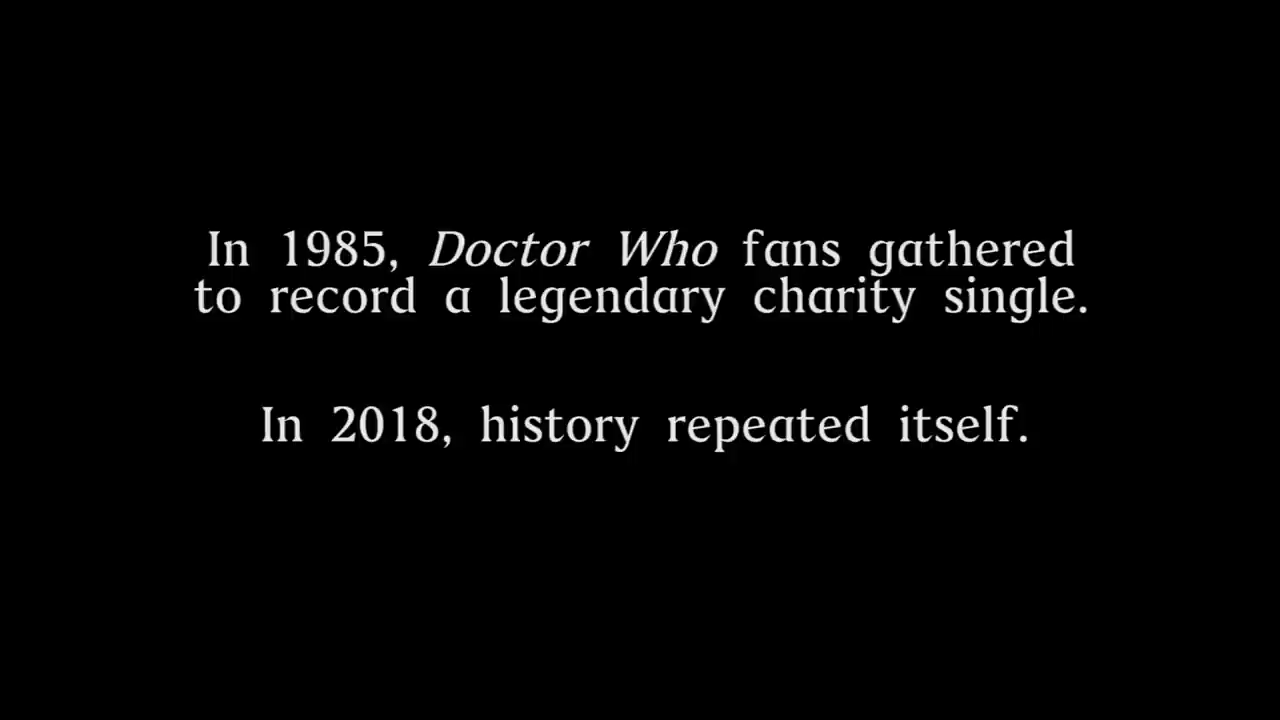 In 1985, Doctor Who fans gathered
to record a legendary charity single.
In 2018, history repeated itself.